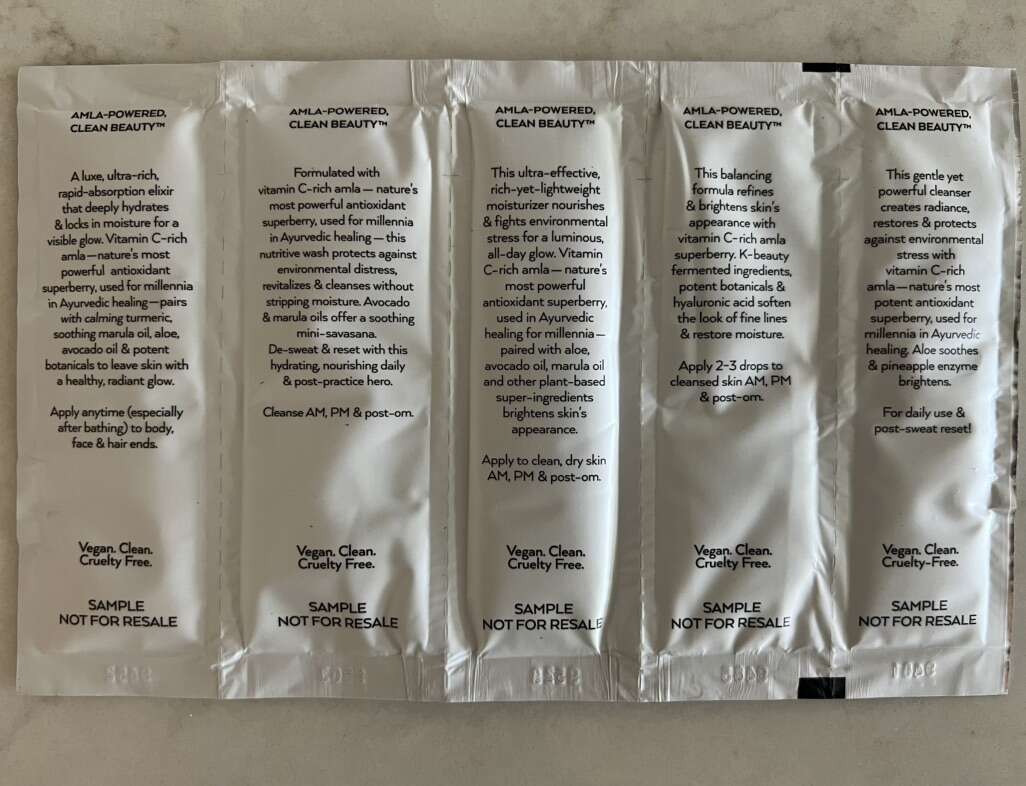 AMLA-POWERED,
CLEAN BEAUTY™
A luxe, ultra-rich,
rapid-absorption elixir
that deeply hydrates
& locks in moisture for a
visible glow. Vitamin C-rich
amla—nature's most
powerful antioxidant
superberry, used for millennia
in Ayurvedic healing—pairs
with calming turmeric,
soothing marula oil, aloe,
avocado oil & potent
botanicals to leave skin with
a healthy, radiant glow.
Apply anytime (especially
after bathing) to body,
face & hair ends.
Vegan. Clean.
Cruelty Free.
SAMPLE
NOT FOR RESALE
AMLA-POWERED,
CLEAN BEAUTY™
Formulated with
vitamin C-rich amla — nature's
most powerful antioxidant
superberry, used for millennia
in Ayurvedic healing — this
nutritive wash protects against
environmental distress,
revitalizes & cleanses without
stripping moisture. Avocado
& marula oils offer a soothing
mini-savasana.
De-sweat & reset with this
hydrating, nourishing daily
& post-practice hero.
Cleanse AM, PM & post-om.
Vegan. Clean.
Cruelty Free.
SAMPLE
NOT FOR RESALE
AMLA-POWERED,
CLEAN BEAUTY™
This ultra-effective,
rich-yet-lightweight
moisturizer nourishes
& fights environmental
stress for a luminous,
all-day glow. Vitamin
C-rich amla — nature's
most powerful
antioxidant superberry,
used in Ayurvedic
healing for millennia—
paired with aloe,
avocado oil, marula oil
and other plant-based
super-ingredients
brightens skin's
appearance.
Apply to clean, dry skin
AM, PM & post-om.
Vegan. Clean.
Cruelty Free.
SAMPLE
NOT FOR RESALE
AMLA-POWERED,
CLEAN BEAUTY™
This balancing
formula refines
& brightens skin's
appearance with
vitamin C-rich amla
superberry. K-beauty
fermented ingredients,
potent botanicals &
hyaluronic acid soften
the look of fine lines
& restore moisture.
Apply 2-3 drops to
cleansed skin AM, PM
& post-om.
Vegan. Clean.
Cruelty Free.
SAMPLE
NOT FOR RESALE
AMLA-POWERED,
CLEAN BEAUTY™
This gentle yet
powerful cleanser
creates radiance,
restores & protects
against environmental
stress with
vitamin C-rich
amla—nature's most
potent antioxidant
superberry, used for
millennia in Ayurvedic
healing. Aloe soothes
& pineapple enzyme
brightens.
For daily use &
post-sweat reset!
Vegan. Clean.
Cruelty-Free.
SAMPLE
NOT FOR RESALE